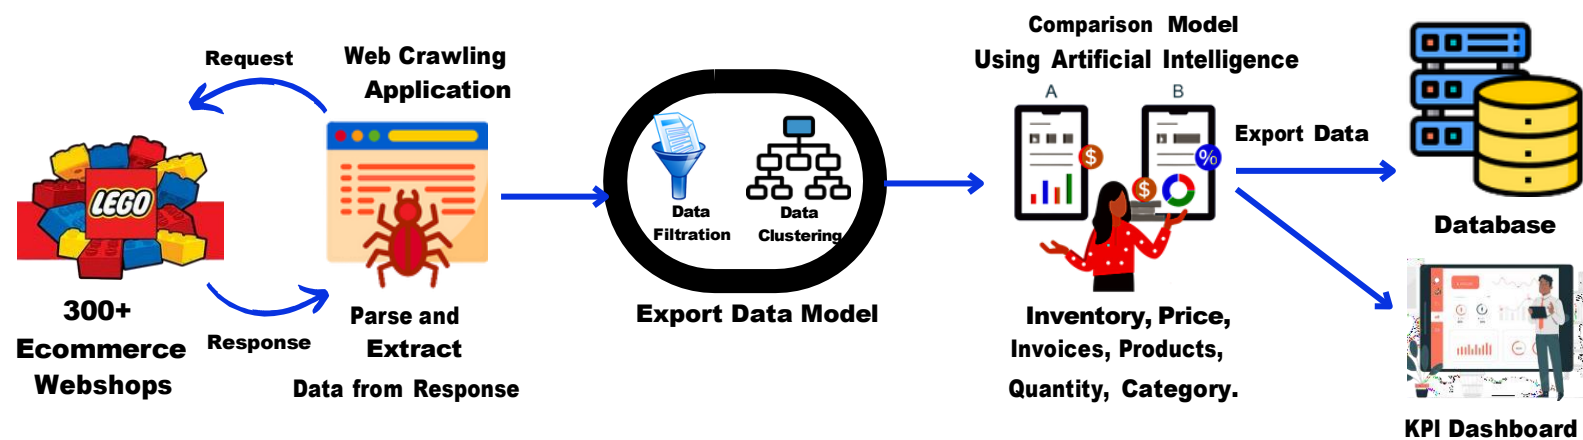 Request
Web Crawling
Application
LEGO
300+
Ecommerce
Webshops
Response
Parse and
Extract
Data from Response
Data
Filtration
Data
Clustering
Export Data Model
Comparison Model
Using Artificial Intelligence
A
B
$
%
$
Inventory, Price,
Invoices, Products,
Quantity, Category.
Export Data
Database
KPI Dashboard